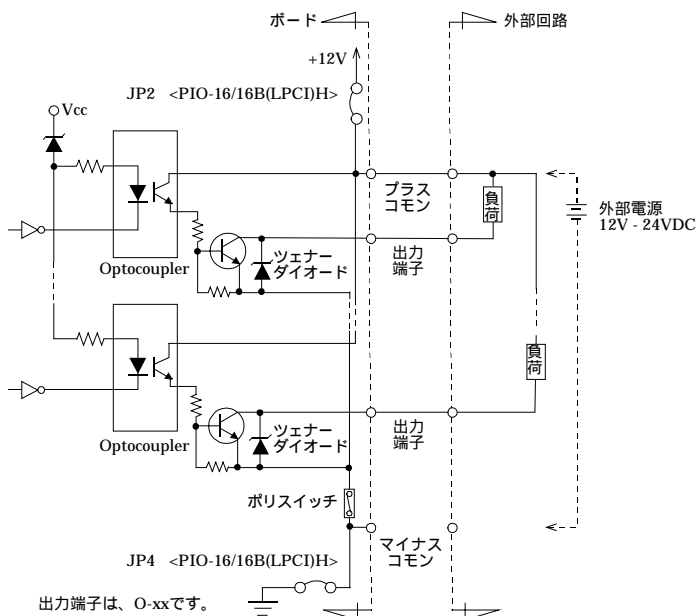 ボード
外部回路
+12V
JP2 <PIO-16/16B(LPCI)H>
Vcc
プラス
コモン
負荷
外部電源
12V - 24VDC
ツェナー
ダイオード
出力
端子
Optocoupler
負荷
ツェナー
ダイオード
出力
端子
Optocoupler
ポリスイッチ
マイナス
コモン
JP4 <PIO-16/16B(LPCI)H>
出力端子は、O-xxです。